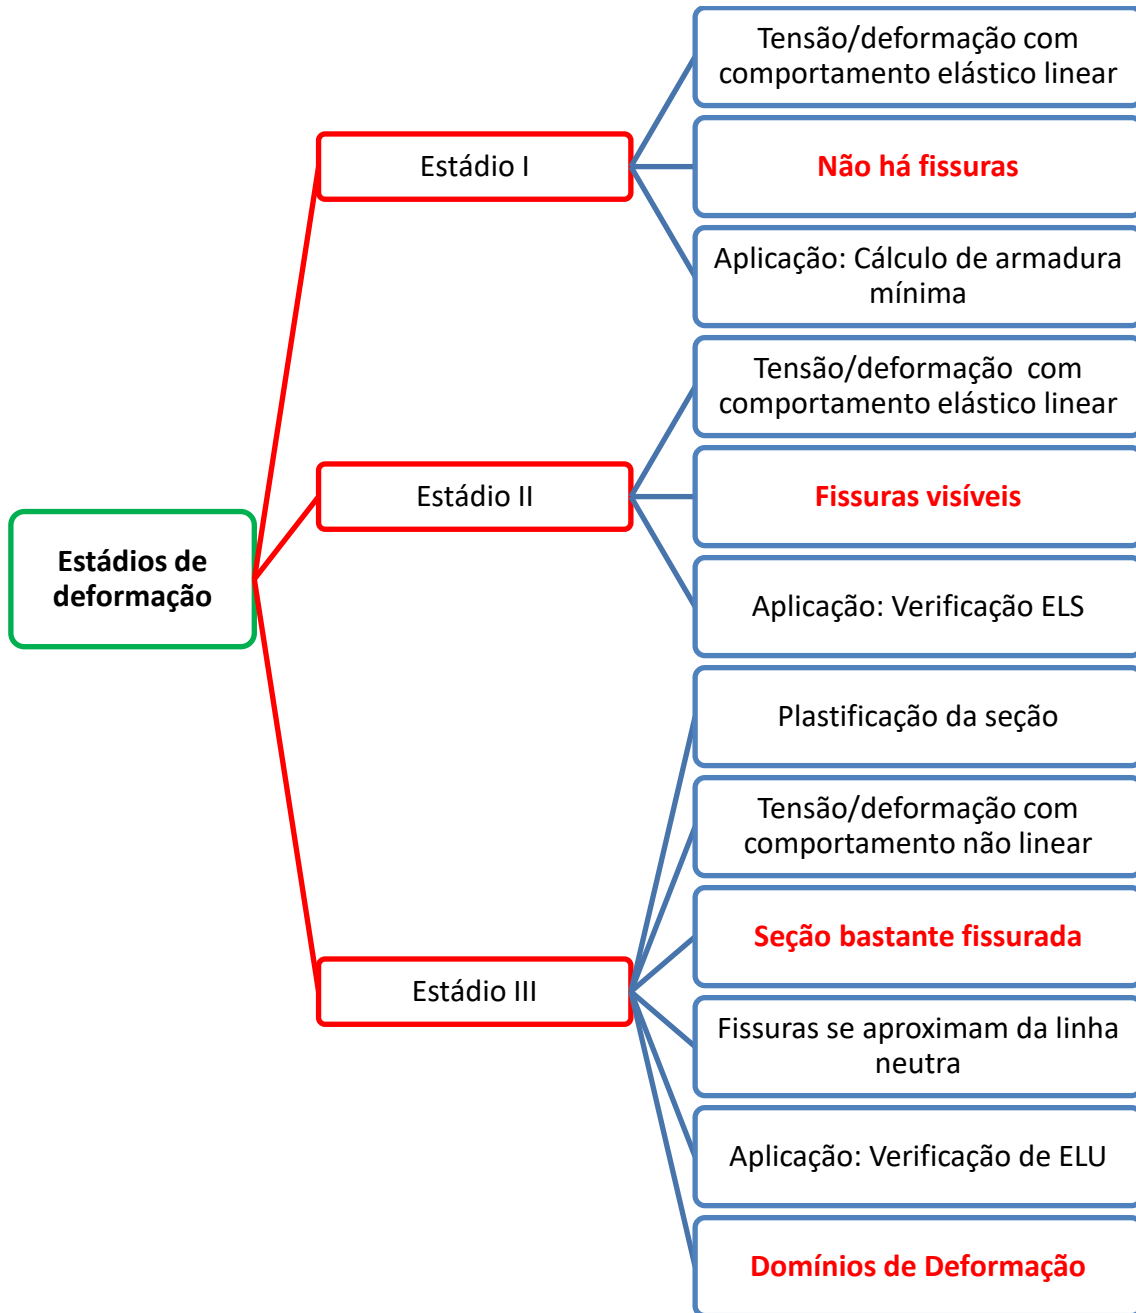 Estádios de
deformação
Estádio I
Tensão/deformação com
comportamento elástico linear
Não há fissuras
Aplicação: Cálculo de armadura
mínima
Estádio II
Tensão/deformação  com
comportamento elástico linear
Fissuras visíveis
Aplicação: Verificação ELS
Estádio III
Plastificação da seção
Tensão/deformação com
comportamento não linear
Seção bastante fissurada
Fissuras se aproximam da linha
neutra
Aplicação: Verificação de ELU
Domínios de Deformação